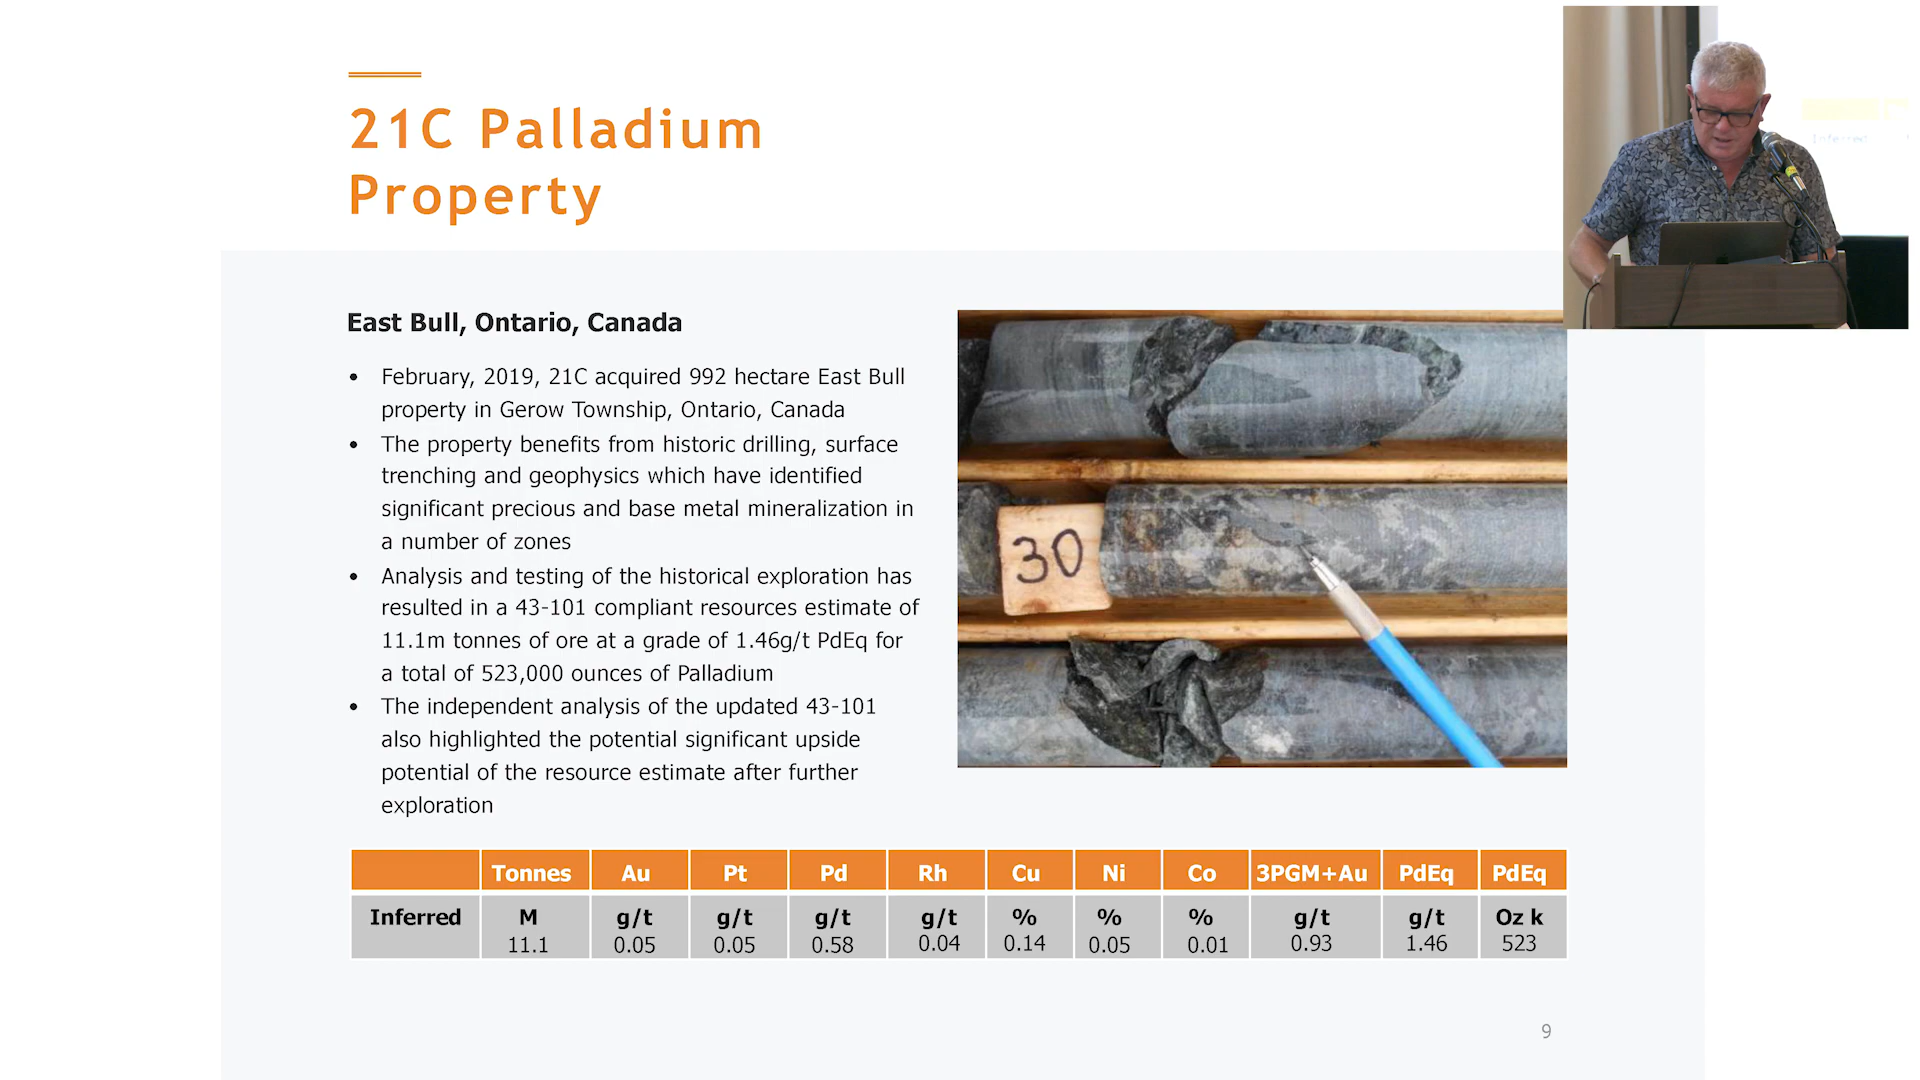 21C Palladium
Property
East Bull, Ontario, Canada
• February, 2019, 21C acquired 992 hectare East Bull
property in Gerow Township, Ontario, Canada
• The property benefits from historic drilling, surface
trenching and geophysics which have identified
significant precious and base metal mineralization in
a number of zones
• Analysis and testing of the historical exploration has
resulted in a 43-101 compliant resources estimate of
11.1m tonnes of ore at a grade of 1.46g/t PdEq for
a total of 523,000 ounces of Palladium
• The independent analysis of the updated 43-101
also highlighted the potential significant upside
potential of the resource estimate after further
exploration
30
Inferred
Tonnes Au Pt Pd Rh Cu Ni Co 3PGM+Au PdEq PdEq
Inferred M g/t g/t g/t g/t % % % g/t g/t Oz k
11.1 0.05 0.05 0.58 0.04 0.14 0.05 0.01 0.93 1.46 523
9